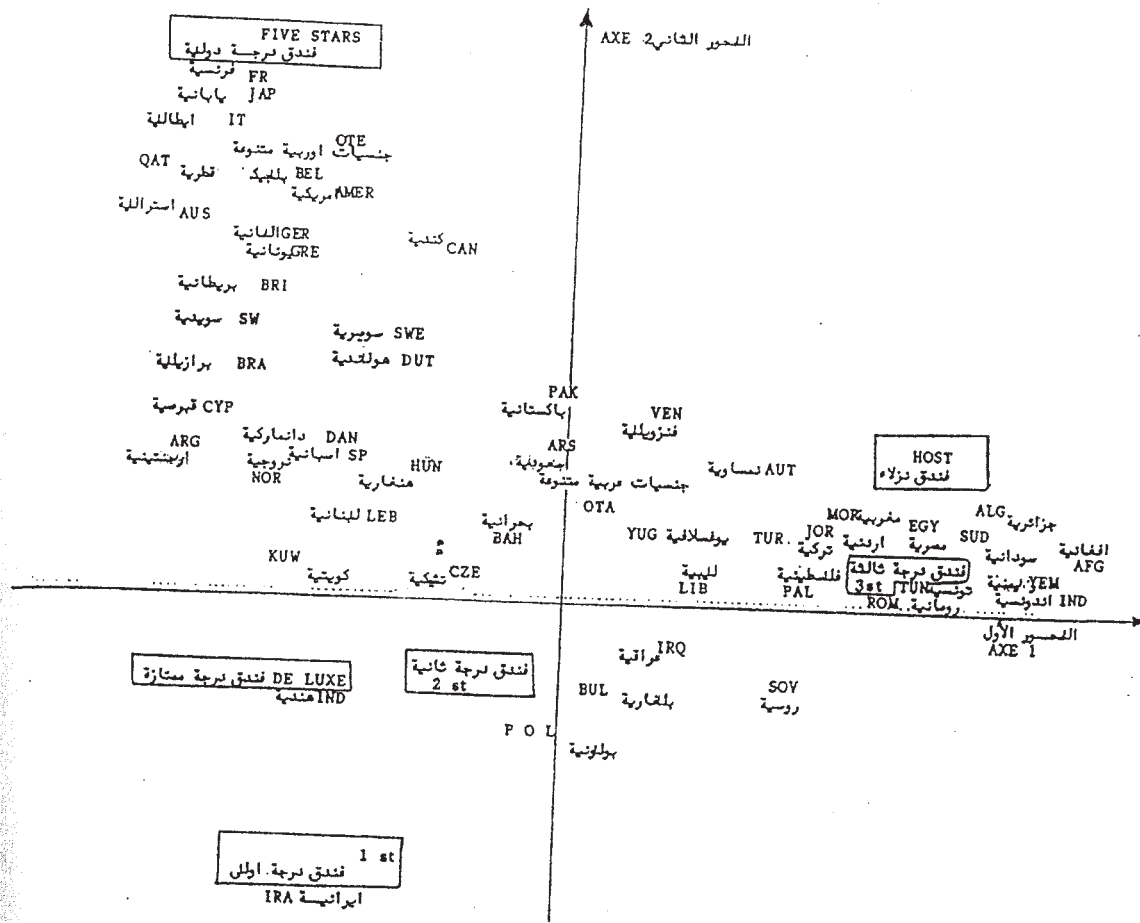 FIVE STARS
فندق درجة دولية
AXE 2 المحور الثاني
فرنسية FR
يابانية JAP
ايطالية IT
OTE
جنسيات اوربية متنوعة
QAT قطرية
بلجيك BEL
امريكية AMER
استرالية AUS
المانية GER
يونانية GRE
كندية CAN
بريطانية BRI
سويدية SW
سويسرية SWE
برازيلية BRA
هولندية DUT
PAK
باكستانية
قبرصية CYP
VEN
فنزويلية
ARG
ارجنتينية
دانماركية DAN
اسبانية SP
نروجية
NOR
HÜN
هنغارية
ARS
سعودية
جنسيات عربية متنوعة
OTA
نمساوية AUT
HOST
فندق نزلاء
لبنانية LEB
بحرانية
BAH
YUG يوغسلافية
TUR. تركية
JOR اردنية
MOR مغربية
EGY
مصرية
SUD
سودانية
ALG جزائرية
افغانية
AFG
KUW
كويتية
تشيكية CZE
ليبية
LIB
فلسطينية
PAL
فندق درجة ثالثة
3st
TUN تونسية
ROM رومانية
يمنية YEM
اندونسية IND
المحور الأول
AXE 1
فندق درجة ممتازة DE LUXE
هندية IND
فندق درجة ثانية
2 st
IRQ عراقية
BUL بلغارية
SOV
روسية
P O L
بولونية
1 st
فندق درجة اولى
ايرانية IRA